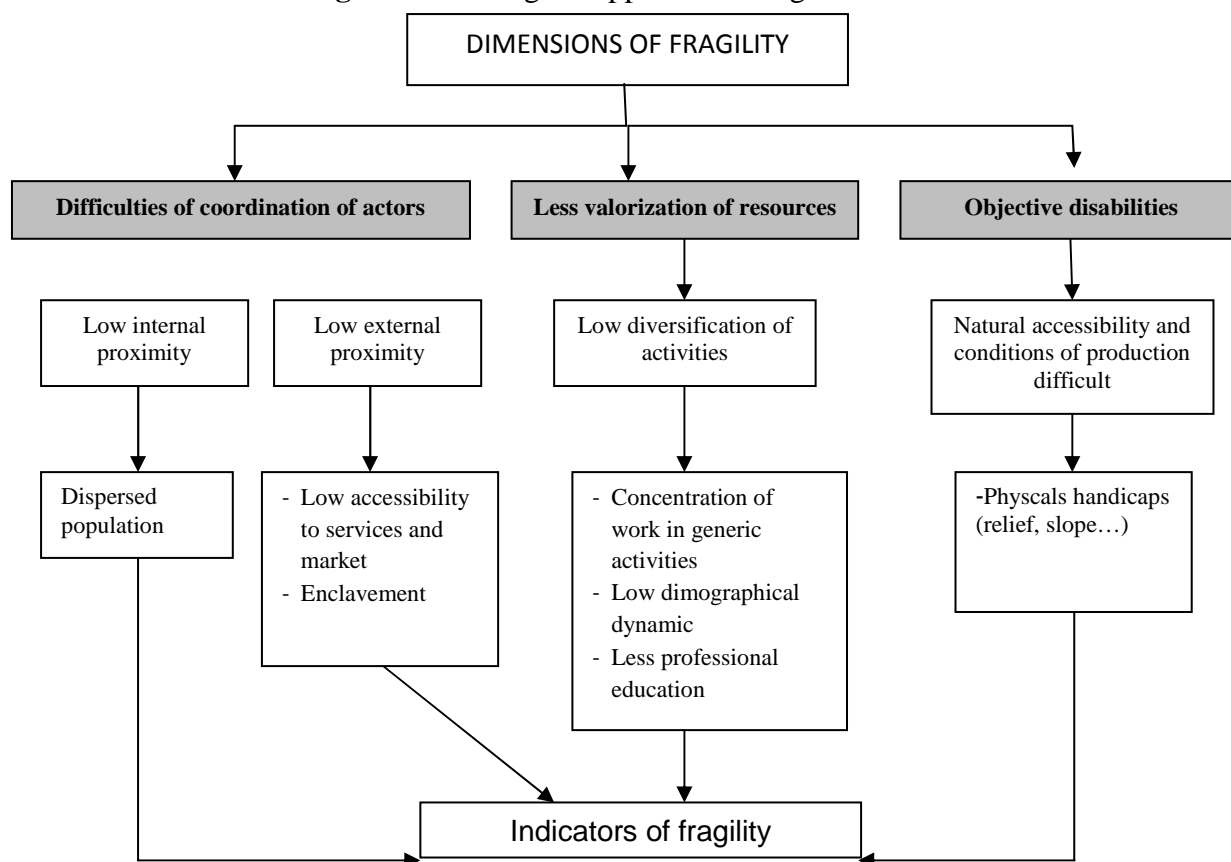 DIMENSIONS OF FRAGILITY
Difficulties of coordination of actors
Less valorization of resources
Objective disabilities
Low internal
proximity
Low external
proximity
Low diversification of
activities
Natural accessibility and
conditions of production
difficult
Dispersed
population
- Low accessibility
to services and
market
- Enclavement
- Concentration of
work in generic
activities
- Low dimographical
dynamic
- Less professional
education
-Physcals handicaps
(relief, slope…)
Indicators of fragility